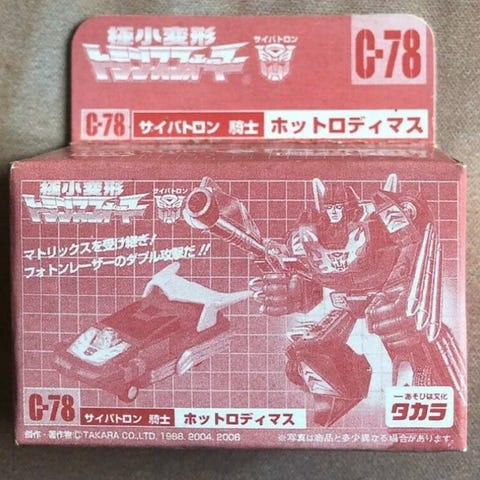 極小変形
トランスフォーマー
サイバトロン
C-78
C-78 サイバトロン 騎士 ホットロディマス
極小変形
トランスフォーマー
サイバトロン
マトリックスを受け継ぎ!
フォトンレーザーのダブル攻撃だ!!
C-78 サイバトロン 騎士 ホットロディマス
創作・著作物©TAKARA CO.,LTD, 1986, 2004, 2006
あそびは文化
タカラ
※写真は商品と多少異なる場合があります。